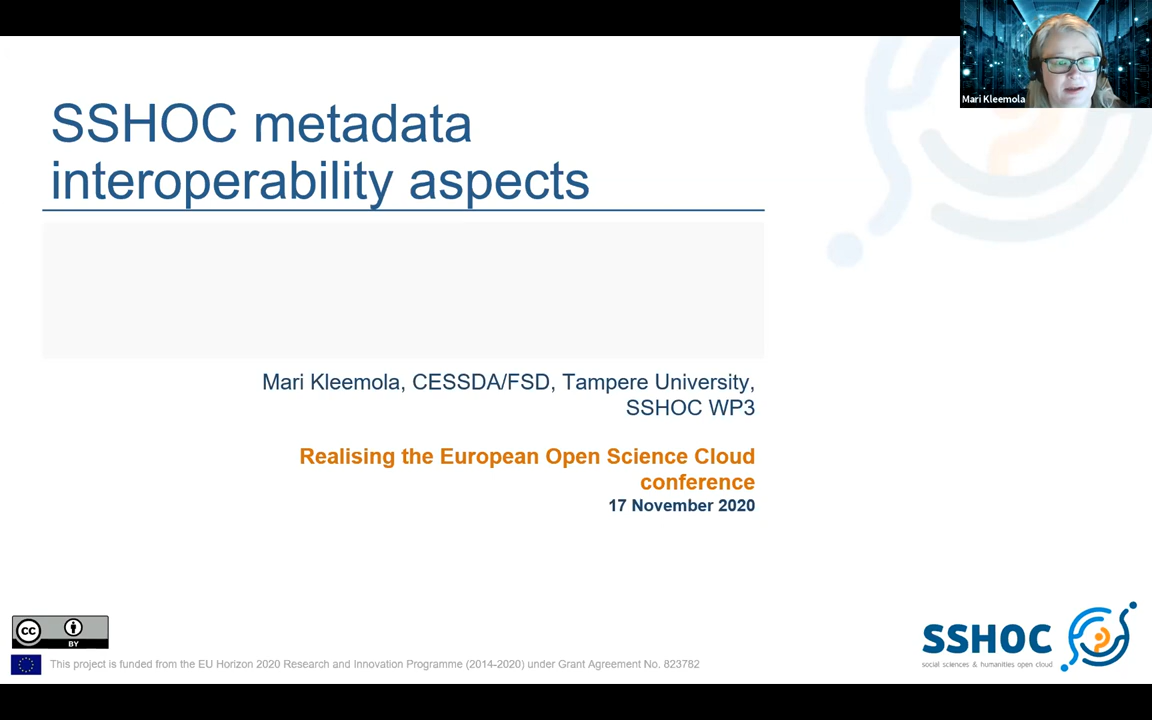 SSHOC metadata
interoperability aspects
Mari Kleemola
Mari Kleemola, CESSDA/FSD, Tampere University,
SSHOC WP3
Realising the European Open Science Cloud
conference
17 November 2020
CC BY
This project is funded from the EU Horizon 2020 Research and Innovation Programme (2014-2020) under Grant Agreement No. 823782
SSHOC
social sciences & humanities open cloud